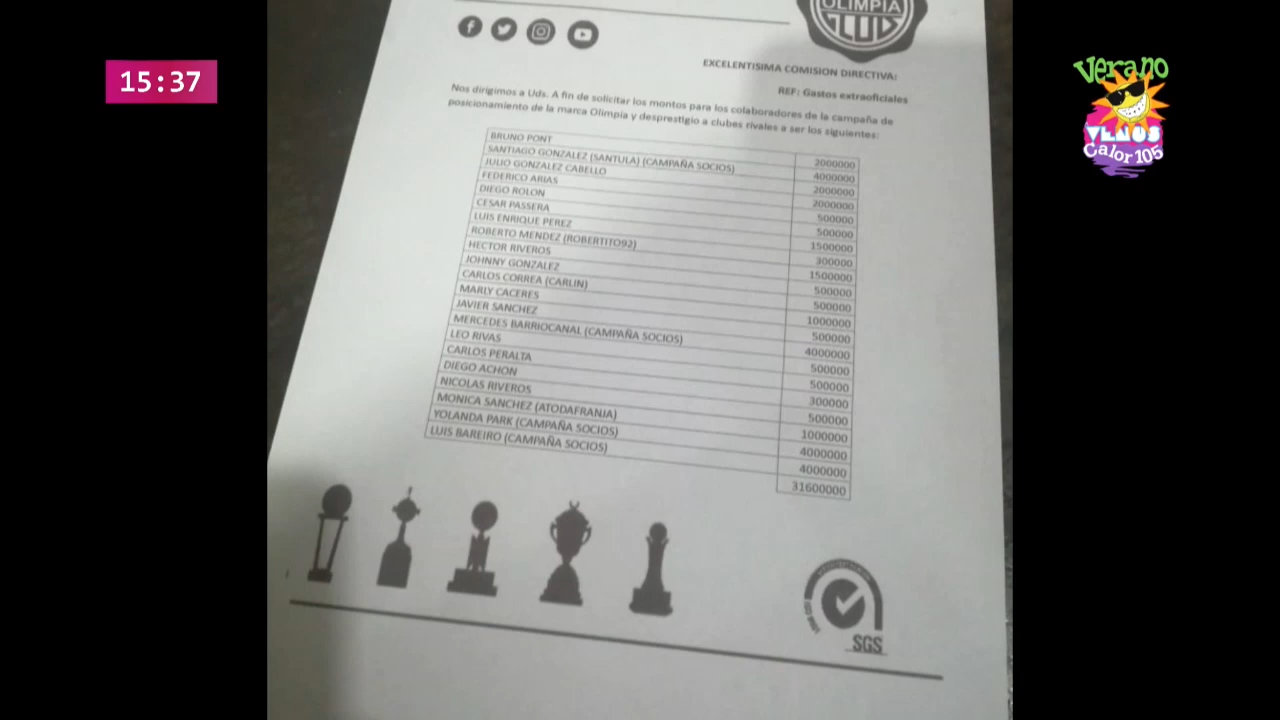 15:37
Verano
VENUS
Calor 105
OLIMPIA
EXCELENTISIMA COMISION DIRECTIVA:
REF: Gastos extraoficiales
Nos dirigimos a Uds. A fin de solicitar los montos para los colaboradores de la campaña de
posicionamiento de la marca Olimpia y desprestigio a clubes rivales a ser los siguientes:
BRUNO PONT 2000000
SANTIAGO GONZALEZ (SANTULA) (CAMPAÑA SOCIOS) 4000000
JULIO GONZALEZ CABELLO 2000000
FEDERICO ARIAS 2000000
DIEGO ROLON 500000
CESAR PASSERA 500000
LUIS ENRIQUE PEREZ 1500000
ROBERTO MENDEZ (ROBERTITO92) 300000
HECTOR RIVEROS 1500000
JOHNNY GONZALEZ 500000
CARLOS CORREA (CARLIN) 500000
MARLY CACERES 1000000
JAVIER SANCHEZ 500000
MERCEDES BARRIOCANAL (CAMPAÑA SOCIOS) 4000000
LEO RIVAS 500000
CARLOS PERALTA 500000
DIEGO ACHON 300000
NICOLAS RIVEROS 500000
MONICA SANCHEZ (ATODAFRANJA) 1000000
YOLANDA PARK (CAMPAÑA SOCIOS) 4000000
LUIS BAREIRO (CAMPAÑA SOCIOS) 4000000
31600000
SGS